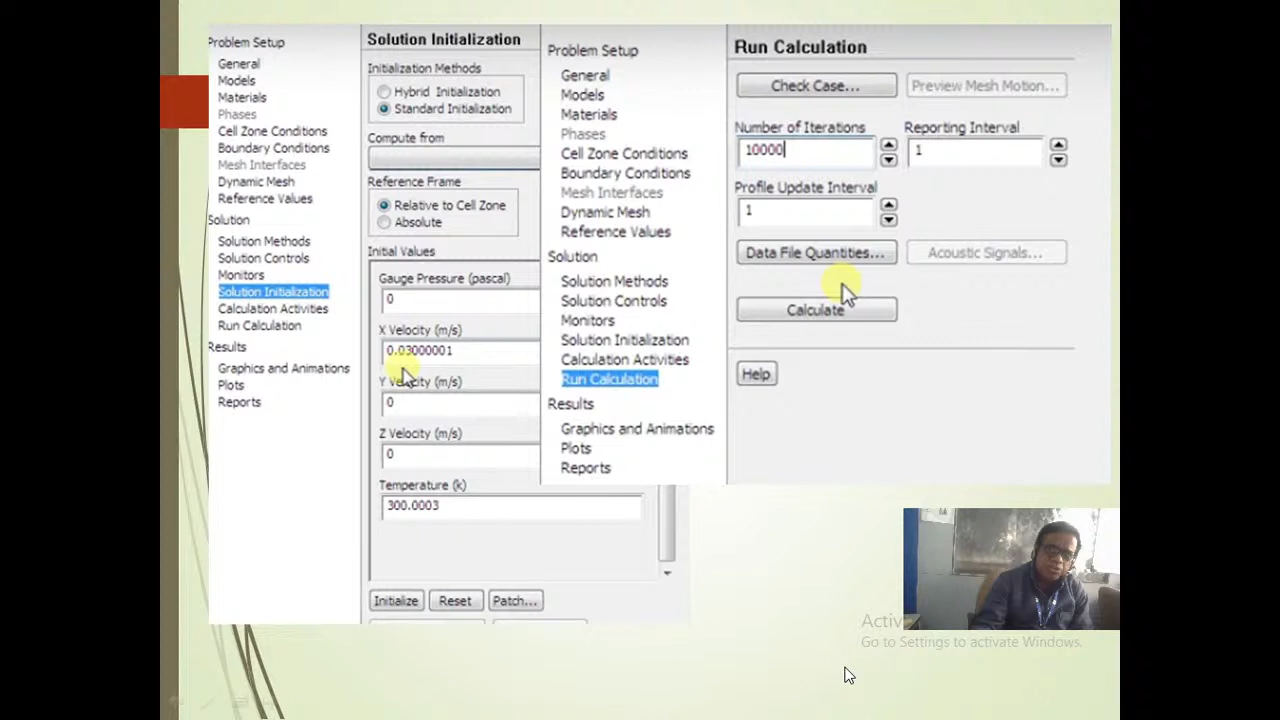 Problem Setup
General
Models
Materials
Phases
Cell Zone Conditions
Boundary Conditions
Mesh Interfaces
Dynamic Mesh
Reference Values
Solution
Solution Methods
Solution Controls
Monitors
Solution Initialization
Calculation Activities
Run Calculation
Results
Graphics and Animations
Plots
Reports
Solution Initialization
Initialization Methods
Hybrid Initialization
Standard Initialization
Compute from
Reference Frame
Relative to Cell Zone
Absolute
Initial Values
Gauge Pressure (pascal)
0
X Velocity (m/s)
0.03000001
Y Velocity (m/s)
0
Z Velocity (m/s)
0
Temperature (k)
300.0003
Initialize Reset Patch...
Problem Setup
General
Models
Materials
Phases
Cell Zone Conditions
Boundary Conditions
Mesh Interfaces
Dynamic Mesh
Reference Values
Solution
Solution Methods
Solution Controls
Monitors
Solution Initialization
Calculation Activities
Run Calculation
Results
Graphics and Animations
Plots
Reports
Run Calculation
Check Case... Preview Mesh Motion...
Number of Iterations Reporting Interval
10000 1
Profile Update Interval
1
Data File Quantities... Acoustic Signals...
Calculate
Help
Go to Settings to activate Windows.